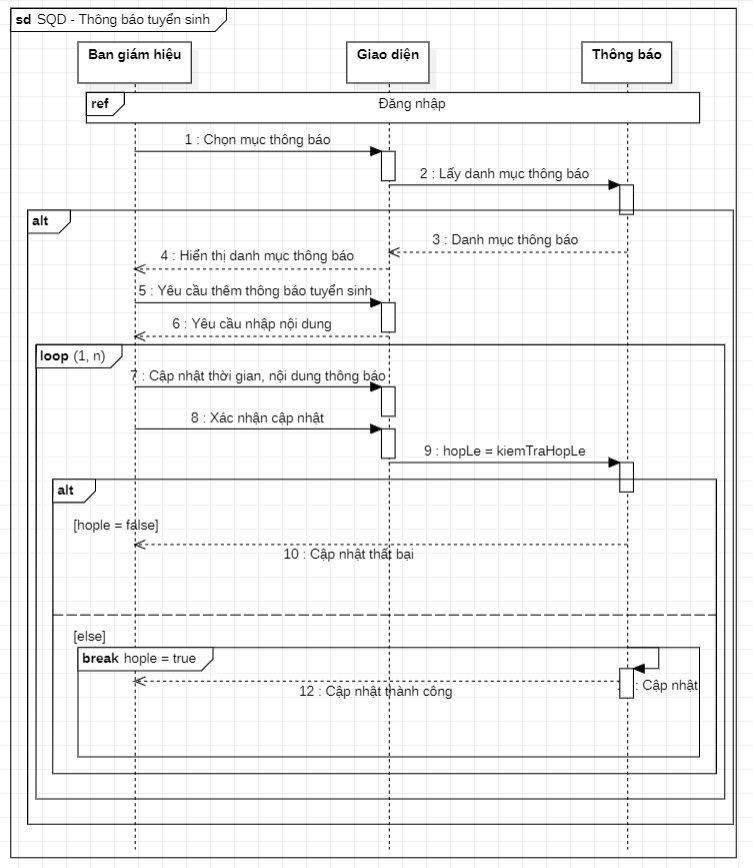 sd SQD - Thông báo tuyển sinh
Ban giám hiệu
Giao diện
Thông báo
ref
Đăng nhập
1 : Chọn mục thông báo
2 : Lấy danh mục thông báo
alt
3 : Danh mục thông báo
4 : Hiển thị danh mục thông báo
5 : Yêu cầu thêm thông báo tuyển sinh
6 : Yêu cầu nhập nội dung
loop (1, n)
7 : Cập nhật thời gian, nội dung thông báo
8 : Xác nhận cập nhật
9 : hopLe = kiemTraHopLe
alt
[hople = false]
10 : Cập nhật thất bại
[else]
break hople = true
: Cập nhật
12 : Cập nhật thành công